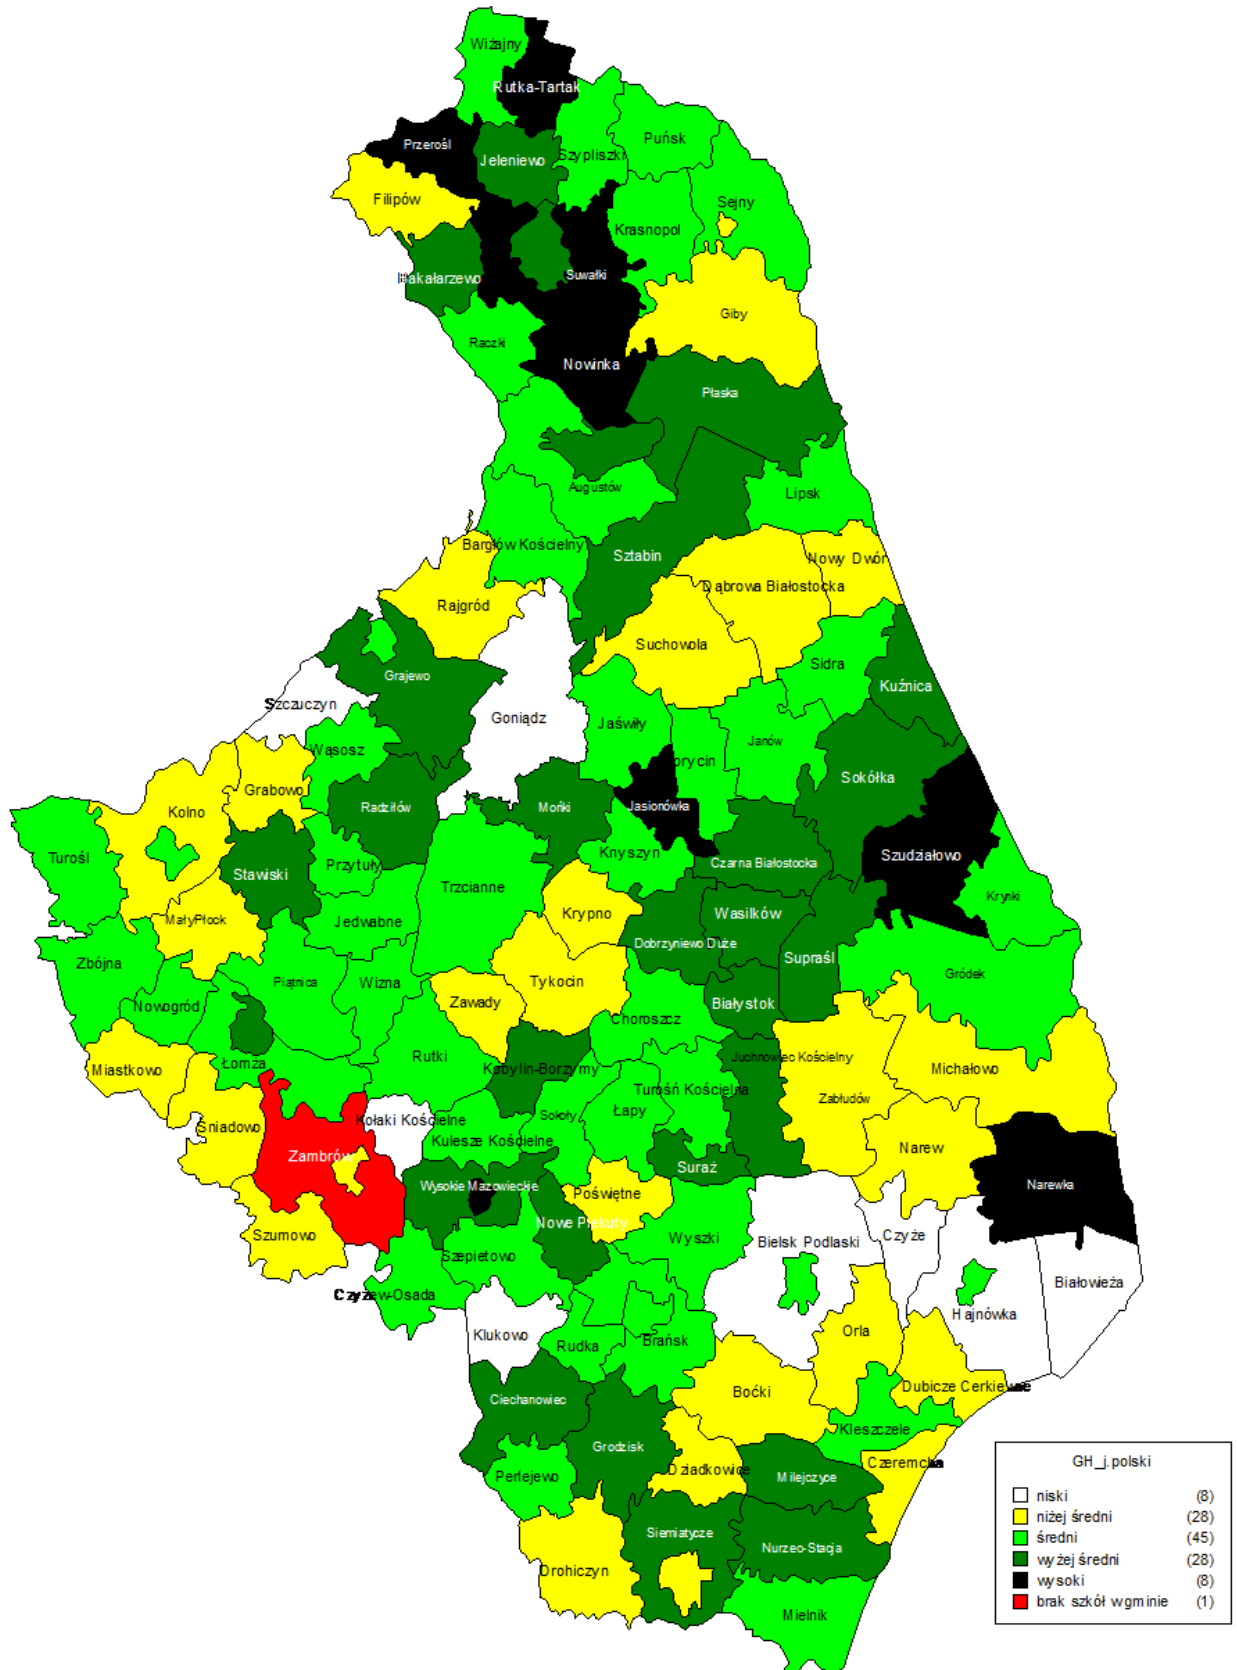 Wiżajny
Rutka-Tartak
Przerośl
Jeleniewo
Szypliszki
Puńsk
Filipów
Sejny
Krasnopol
Bakałarzewo
Suwałki
Giby
Raczki
Nowinka
Płaska
Augustów
Lipsk
Bargłów Kościelny
Sztabin
Nowy Dwór
Dąbrowa Białostocka
Rajgród
Suchowola
Sidra
Grajewo
Kuźnica
Szczuczyn
Goniądz
Jaświły
Janów
Wąsosz
orycin
Sokółka
Grabowo
Kolno
Radziłów
Mońki
Jasionówka
Turośl
Przytuły
Knyszyn
Szudziałowo
Stawiski
Trzcianne
Czarna Białostocka
Krynki
MałyPłock
Jedwabne
Krypno
Wasilków
Dobrzyniewo Duże
Zbójna
Supraśl
Piątnica
Wizna
Tykocin
Gródek
Nowogród
Zawady
Białystok
Choroszcz
Łomża
Rutki
Juchnowiec Kościelny
Miastkowo
Kobylin-Borzymy
Michałowo
Turośń Kościelna
Zabłudów
Sokoły
Łapy
Kołaki Kościelne
Śniadowo
Kulesze Kościelne
Narew
Zambrów
Suraż
Wysokie Mazowieckie
Narewka
Poświętne
Nowe Piekuty
Szumowo
Wyszki
Bielsk Podlaski
Czyże
Szepietowo
Białowieża
Czyżew-Osada
Hajnówka
Klukowo
Orla
Rudka
Brańsk
Boćki
Dubicze Cerkiewne
Ciechanowiec
Kleszczele
Grodzisk
Czeremcha
Dziadkowice
Perlejewo
Milejczyce
Siemiatycze
Nurzec-Stacja
Drohiczyn
Mielnik
GH_j.polski
niski (8)
niżej średni (28)
średni (45)
wyżej średni (28)
wysoki (8)
brak szkół wgminie (1)